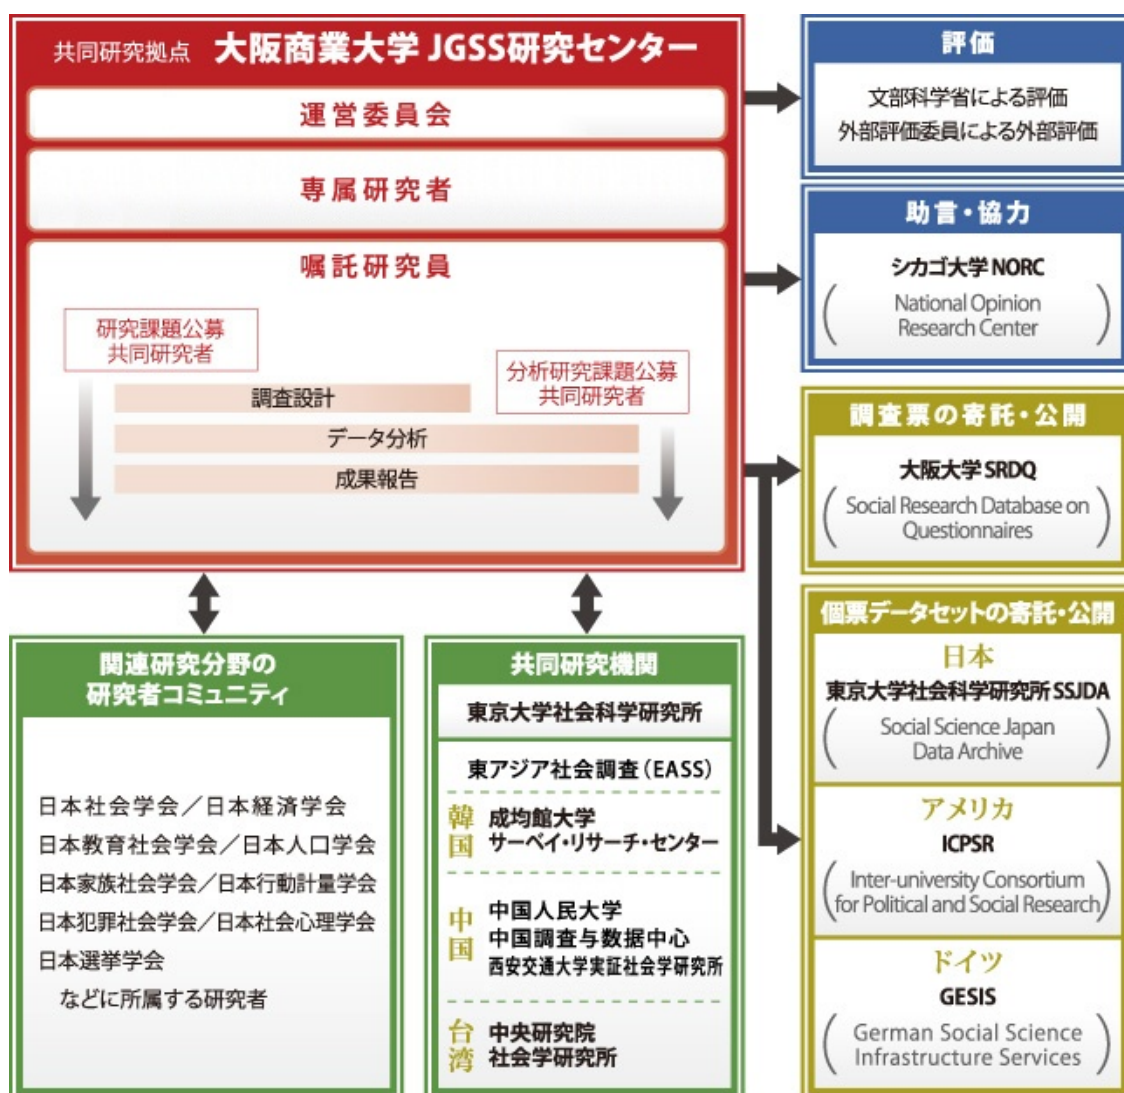 共同研究拠点 大阪商業大学 JGSS研究センター
運営委員会
専属研究者
嘱託研究員
研究課題公募
共同研究者
分析研究課題公募
共同研究者
調査設計
データ分析
成果報告
評価
文部科学省による評価
外部評価委員による外部評価
助言・協力
シカゴ大学 NORC
(National Opinion
Research Center)
調査票の寄託・公開
大阪大学 SRDQ
(Social Research Database on
Questionnaires)
個票データセットの寄託・公開
日本
東京大学社会科学研究所 SSJDA
(Social Science Japan
Data Archive)
アメリカ
ICPSR
(Inter-university Consortium
for Political and Social Research)
ドイツ
GESIS
(German Social Science
Infrastructure Services)
関連研究分野の
研究者コミュニティ
日本社会学会／日本経済学会
日本教育社会学会／日本人口学会
日本家族社会学会／日本行動計量学会
日本犯罪社会学会／日本社会心理学会
日本選挙学会
などに所属する研究者
共同研究機関
東京大学社会科学研究所
東アジア社会調査（EASS）
韓国
成均館大学
サーベイ・リサーチ・センター
中国
中国人民大学
中国調査与数据中心
西安交通大学実証社会学研究所
台湾
中央研究院
社会学研究所